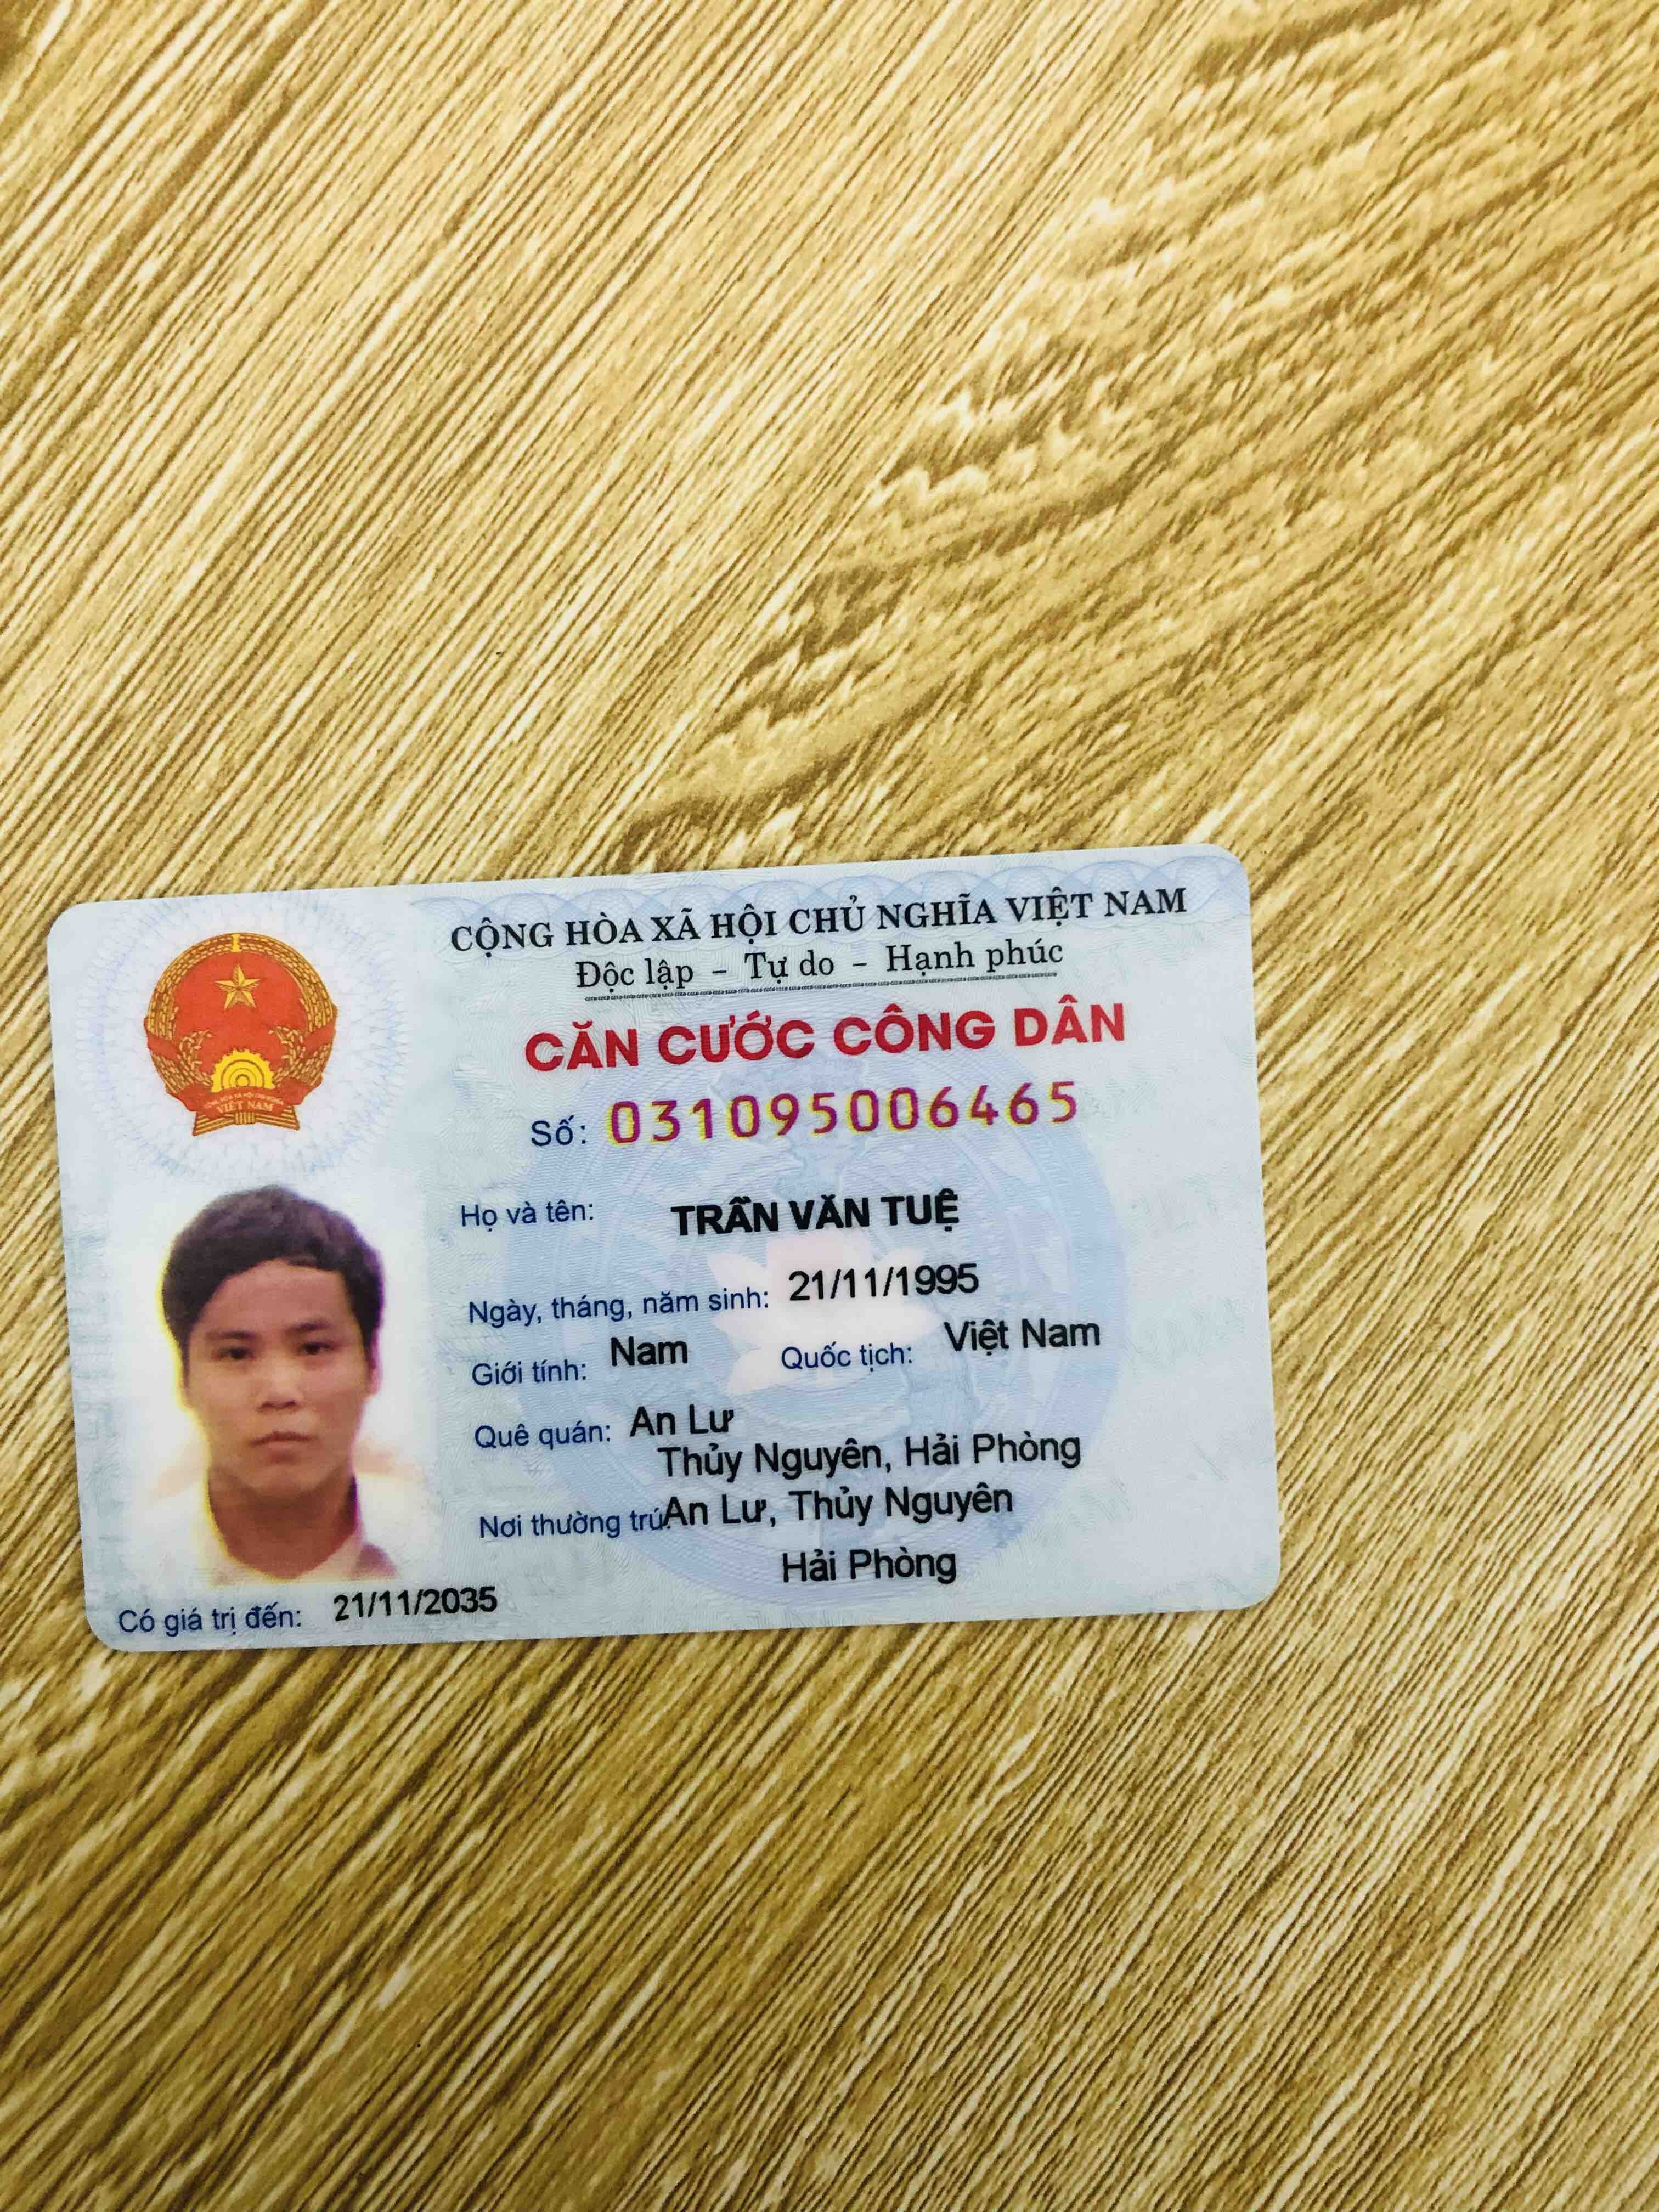 CỘNG HÒA XÃ HỘI CHỦ NGHĨA VIỆT NAM
Độc lập - Tự do - Hạnh phúc
CĂN CƯỚC CÔNG DÂN
Số: 031095006465
Họ và tên: TRẦN VĂN TUỆ
Ngày, tháng, năm sinh: 21/11/1995
Giới tính: Nam Quốc tịch: Việt Nam
Quê quán: An Lư
Thủy Nguyên, Hải Phòng
Nơi thường trú: An Lư, Thủy Nguyên
Hải Phòng
Có giá trị đến: 21/11/2035
VIỆT NAM